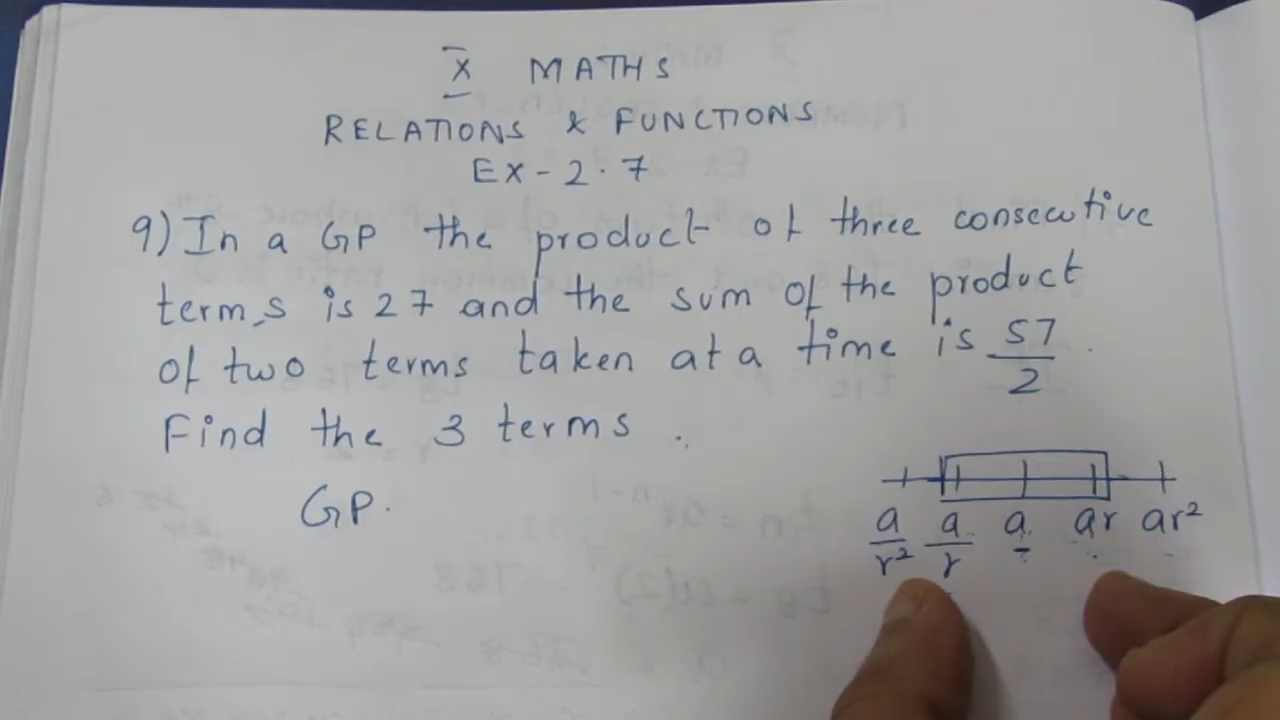 X MATHS
RELATIONS & FUNCTIONS
Ex - 2.7
9) In a GP the product of three consecutive
terms is 27 and the sum of the product
of two terms taken at a time is 57/2.
Find the 3 terms.
GP.
a/r² a/r a ar ar²